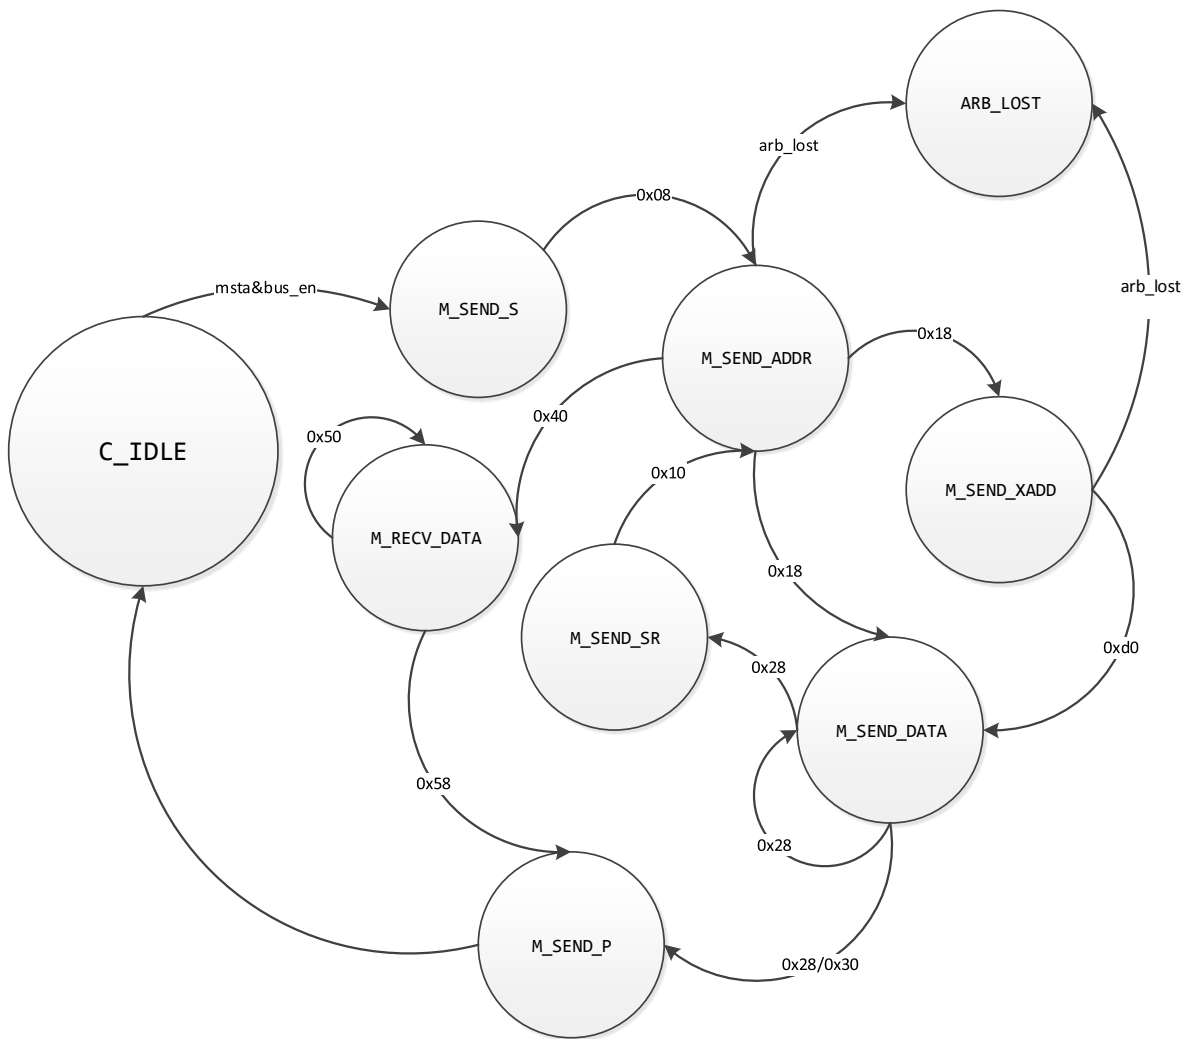 ARB_LOST
arb_lost
0x08
msta&bus_en
arb_lost
M_SEND_S
0x18
M_SEND_ADDR
0x40
0x50
C_IDLE
0x10
M_SEND_XADD
M_RECV_DATA
0x18
M_SEND_SR
0xd0
0x28
M_SEND_DATA
0x58
0x28
M_SEND_P
0x28/0x30